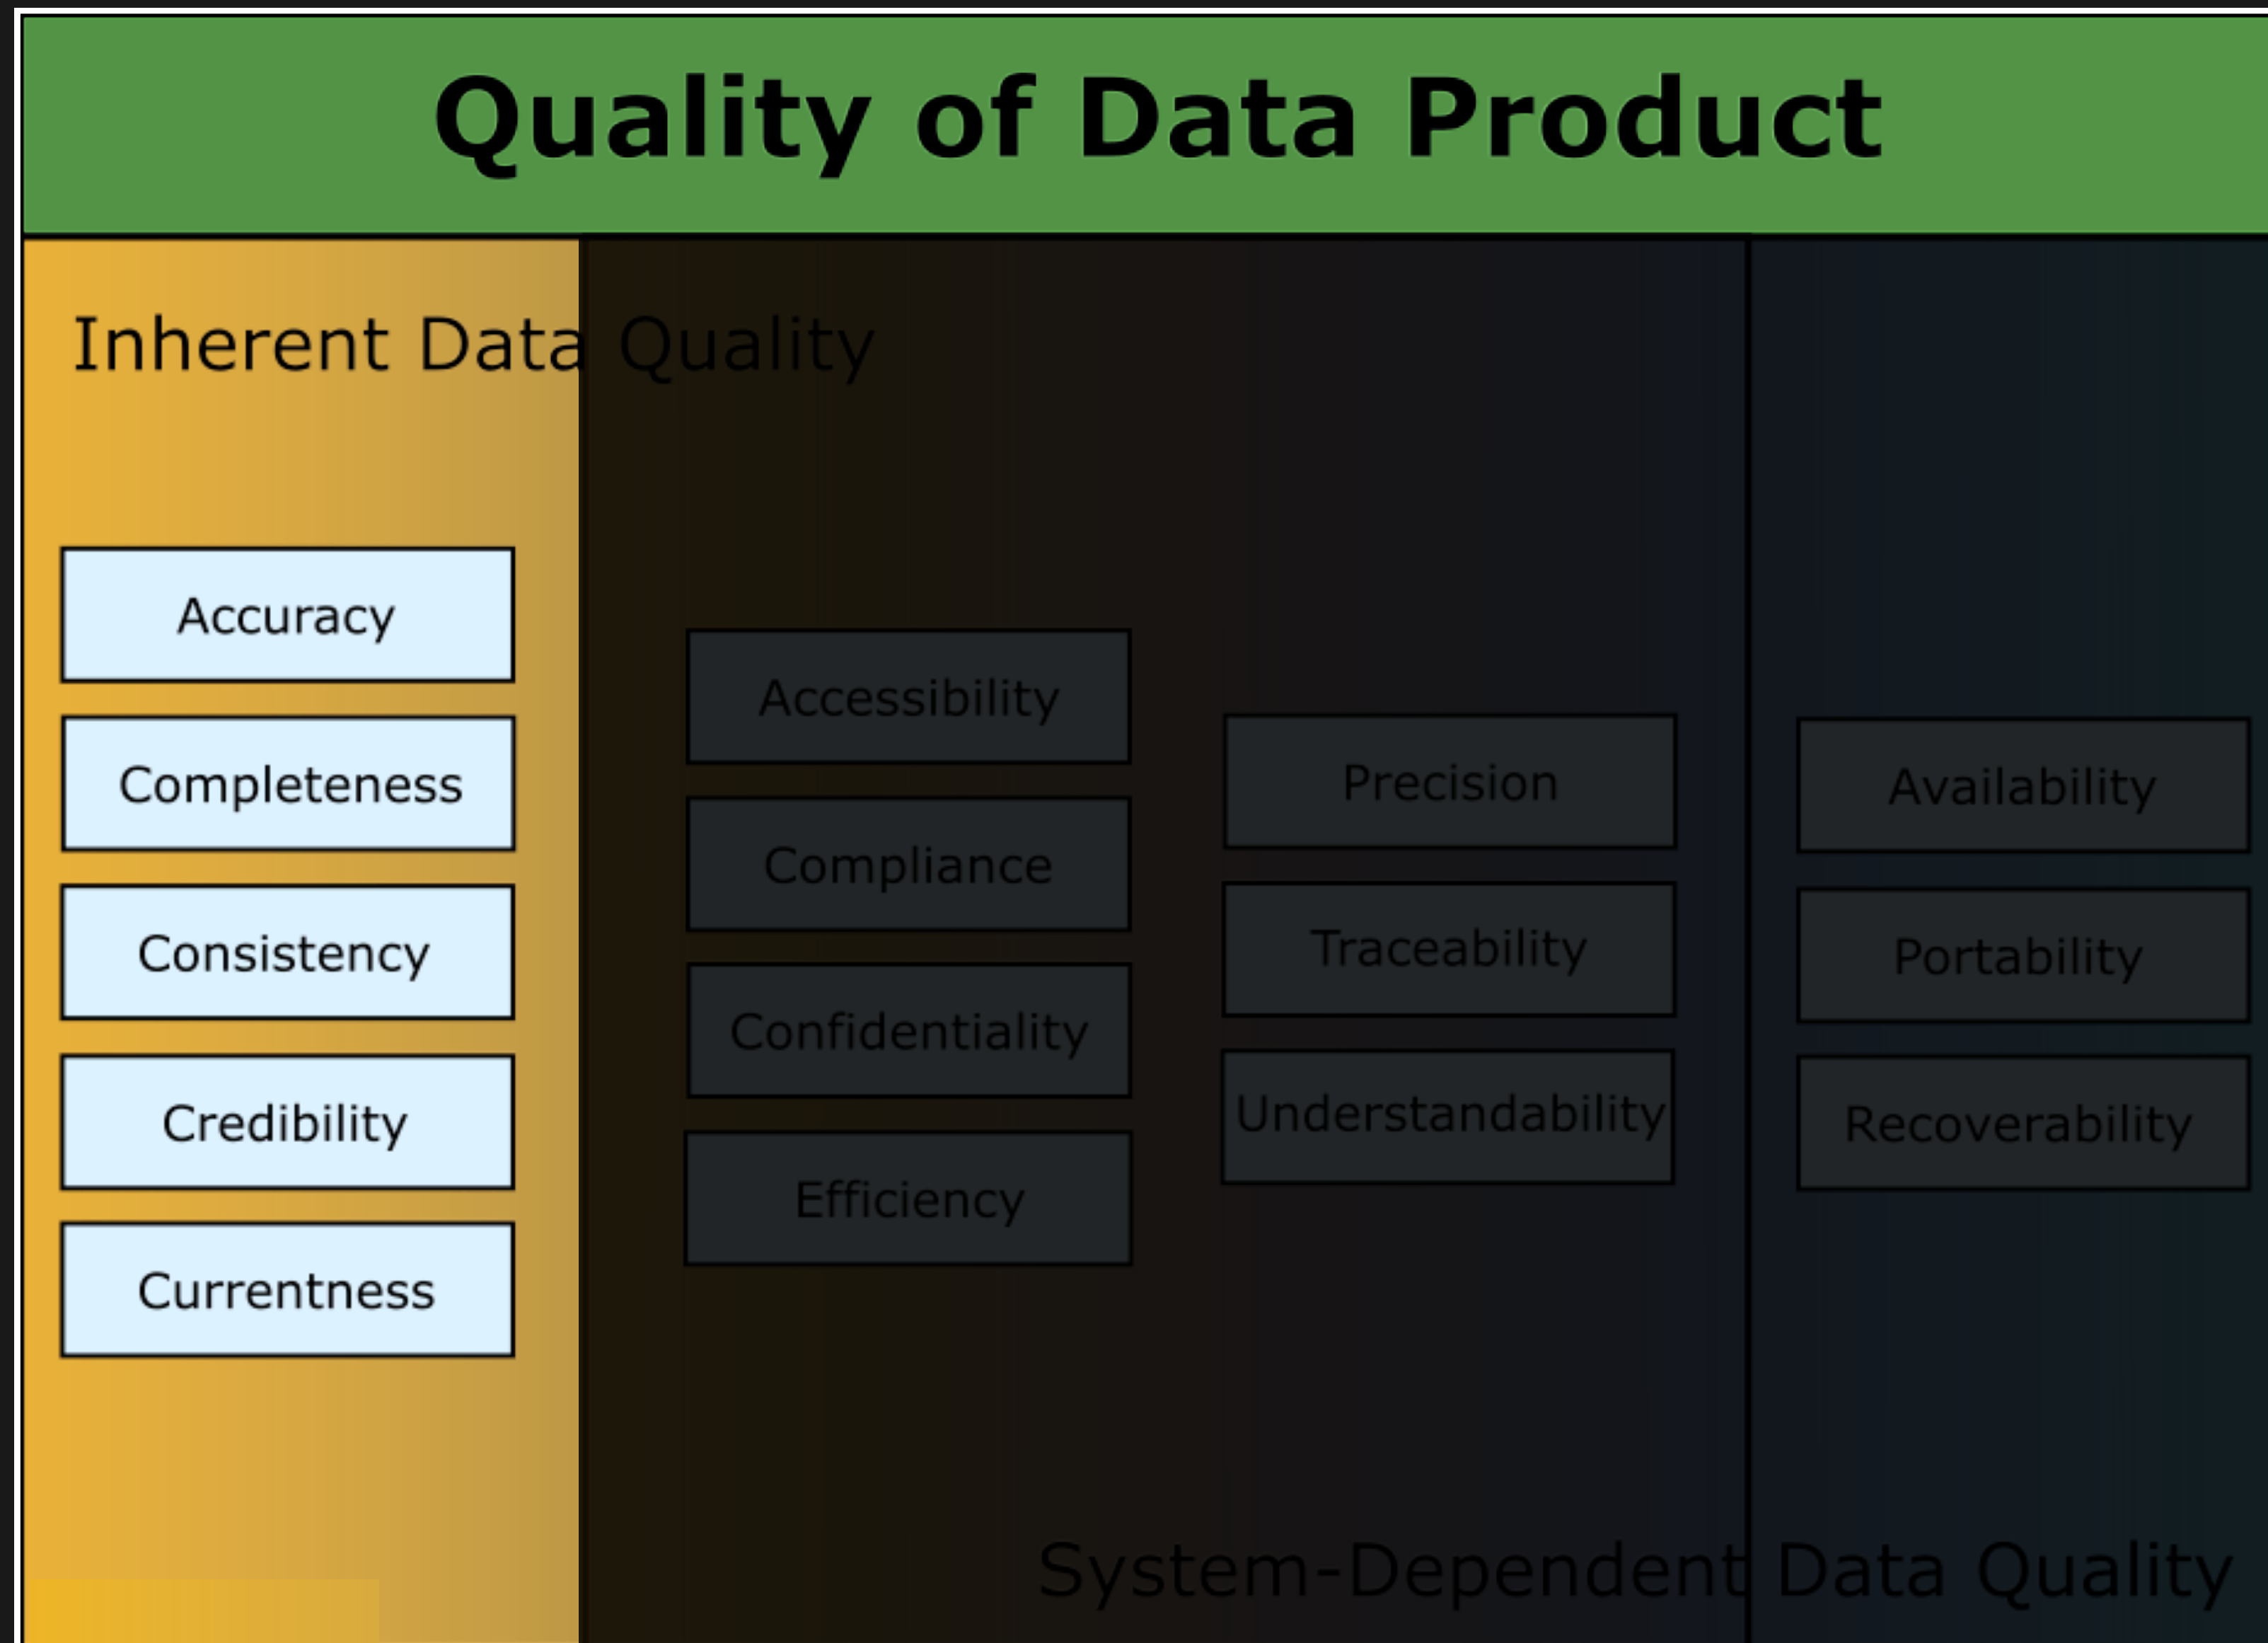 Quality of Data Product
Inherent Data Quality
Accuracy
Completeness
Consistency
Credibility
Currentness
Accessibility
Compliance
Confidentiality
Efficiency
Precision
Traceability
Understandability
Availability
Portability
Recoverability
System-Dependent Data Quality